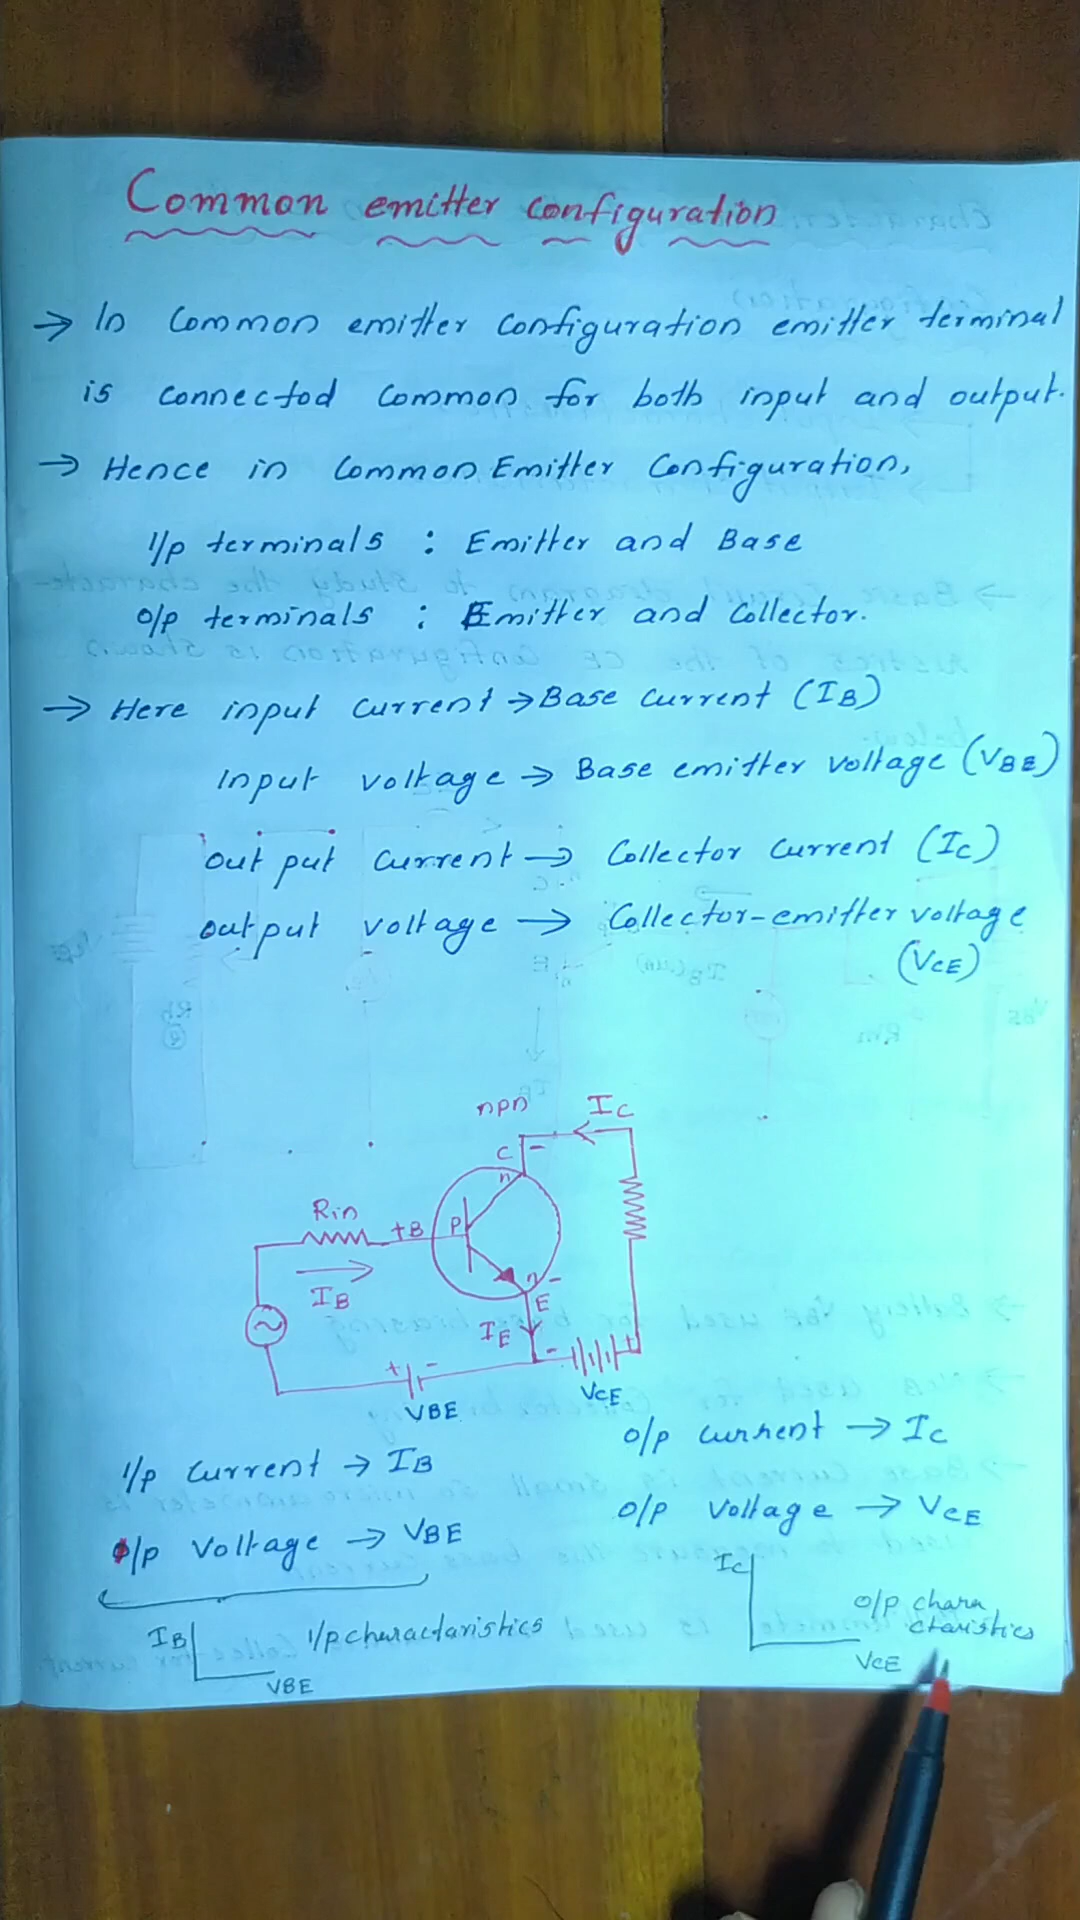 Common emitter configuration
→ In Common emitter configuration emitter terminal
is connectod common for both input and output.
→ Hence in Common Emitter Configuration,
I/p terminals : Emitter and Base
O/p terminals : Emitter and Collector.
→ Here input current → Base current (IB)
Input voltage → Base emitter voltage (VBE)
out put current → Collector current (IC)
output voltage → Collector-emitter voltage
(VCE)
npn
IC
C -
n
Rin
+B
P
n -
IB
E
IE
+ -
- +
VBE
VCE
O/p current → IC
I/p current → IB
O/p voltage → VCE
I/p voltage → VBE
IC
O/p chara
cteristics
VCE
IB
I/p characteristics
VBE